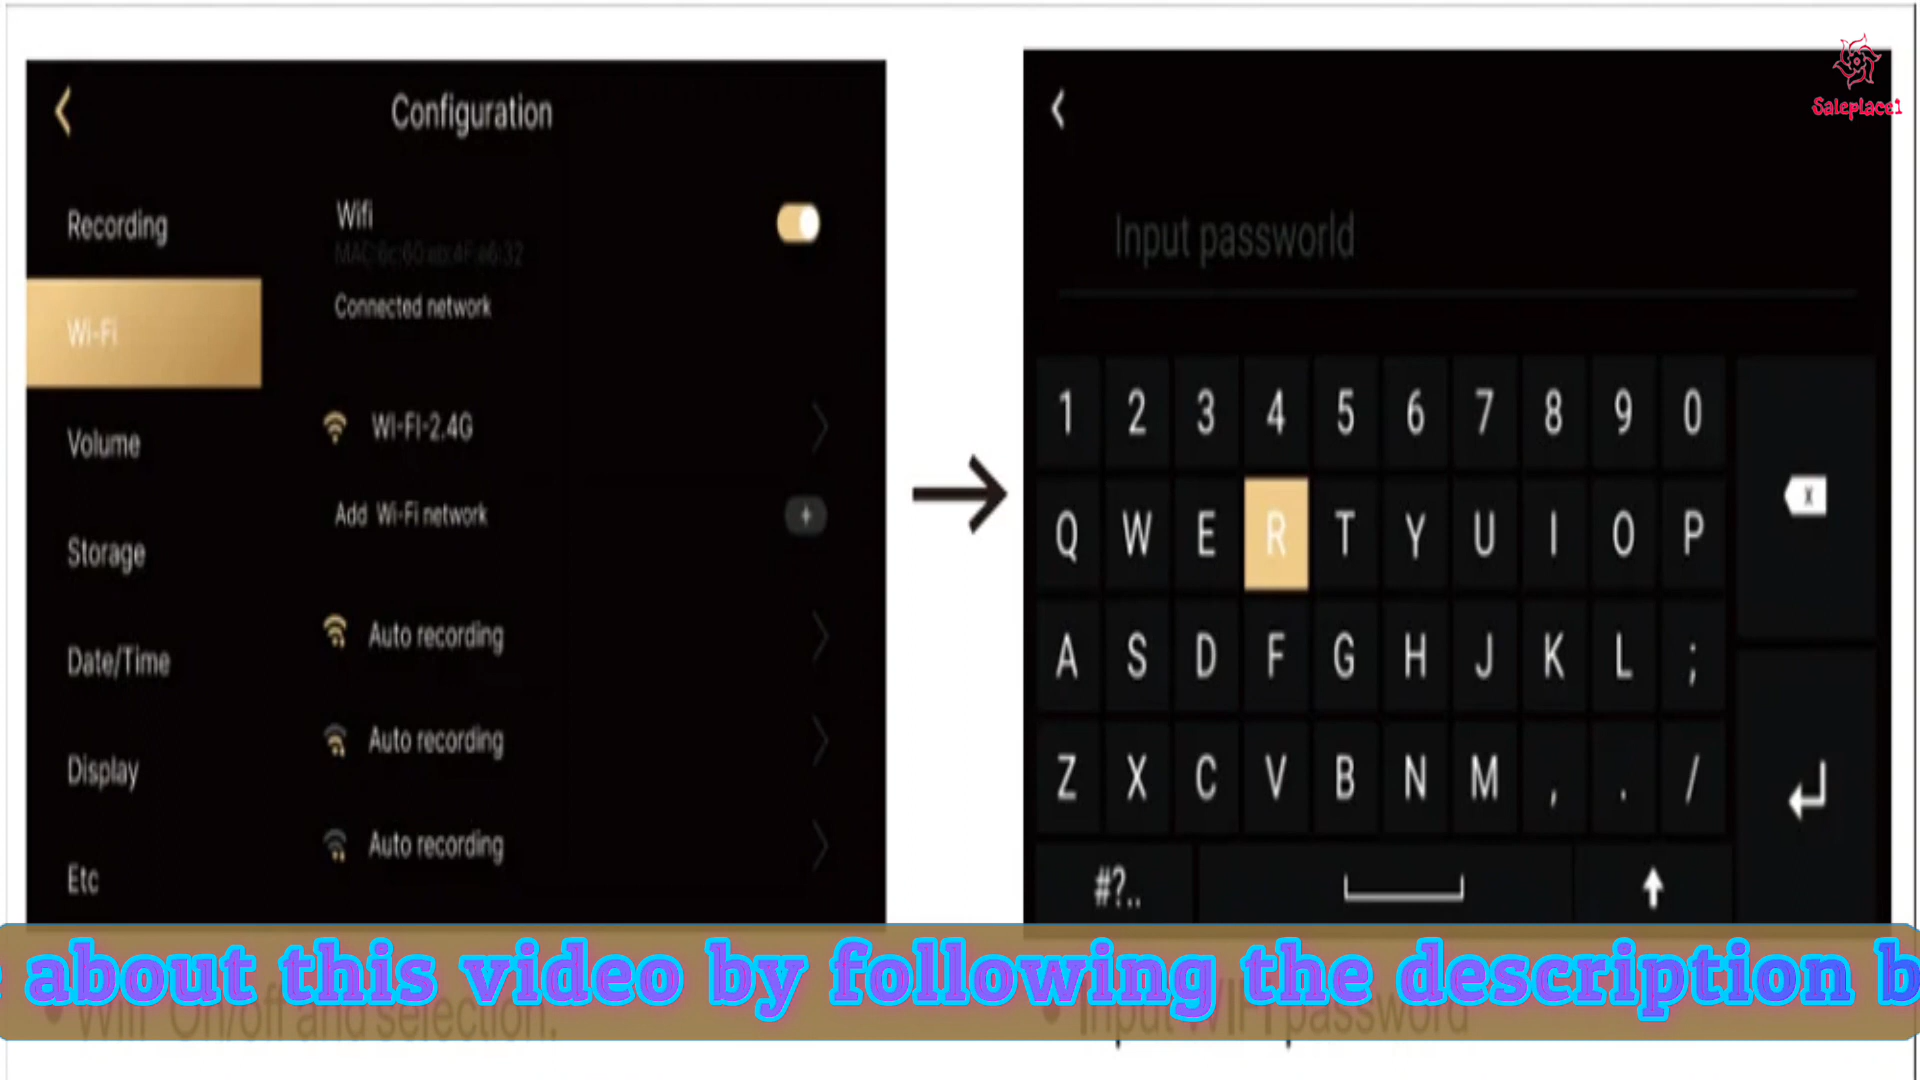 Saleplace1
Configuration
Recording
Wi-Fi
Volume
Storage
Date/Time
Display
Etc
Wifi
Connected network
WI-FI-2.4G
Add Wi-Fi network
Auto recording
Auto recording
Auto recording
Input passworld
1 2 3 4 5 6 7 8 9 0
Q W E R T Y U I O P
A S D F G H J K L ;
Z X C V B N M , . /
#?..
about this video by following the description b
• Wifi On/off and selection.
• Input WIFI password